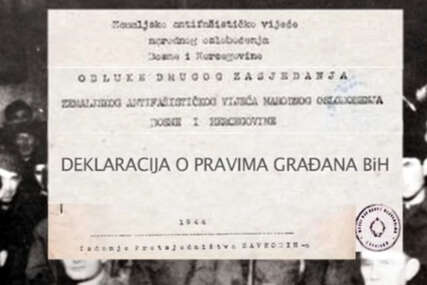 Zemaljsko antifašističko vijeće
narodnog oslobođenja
Bosne i Hercegovine
ODLUKE DRUGOG ZASJEDANJA
ZEMALJSKOG ANTIFAŠISTIČKOG VIJEĆA NARODNOG OSLOBOĐENJA
BOSNE I HERCEGOVINE
DEKLARACIJA O PRAVIMA GRAĐANA BiH
1944
Izdanje Pretsjedništva ZAVNOBIH-a